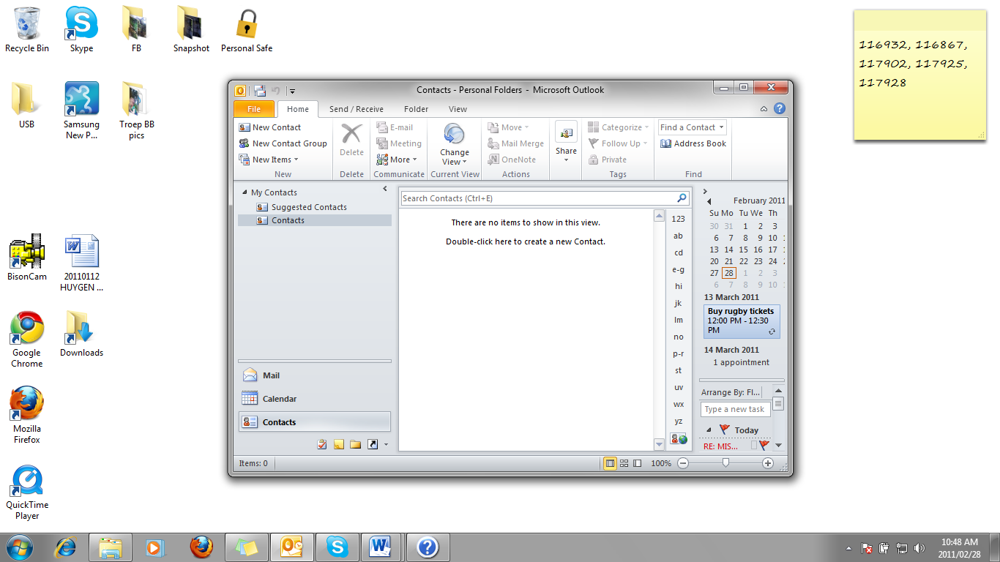 Recycle Bin
Skype
FB
Snapshot
Personal Safe
USB
Samsung
New P...
Troep BB
pics
BisonCam
20110112
HUYGEN ...
Google
Chrome
Downloads
Mozilla
Firefox
QuickTime
Player
116932, 116867,
117902, 117925,
117928
Contacts - Personal Folders - Microsoft Outlook
File Home Send / Receive Folder View
New Contact
New Contact Group
New Items
New
Delete
Delete
E-mail
Meeting
More
Communicate
Change
View
Current View
Move
Mail Merge
OneNote
Actions
Share
Categorize
Follow Up
Private
Tags
Find a Contact
Address Book
Find
My Contacts
Suggested Contacts
Contacts
Mail
Calendar
Contacts
Search Contacts (Ctrl+E)
There are no items to show in this view.
Double-click here to create a new Contact.
123
ab
cd
e-g
hi
jk
lm
no
p-r
st
uv
wx
yz
February 2011
Su Mo Tu We Th
30 31 1 2 3
6 7 8 9 10
13 14 15 16 17
20 21 22 23 24
27 28 1 2 3
6 7 8 9 10
13 March 2011
Buy rugby tickets
12:00 PM - 12:30
PM
14 March 2011
1 appointment
Arrange By: Fl...
Type a new task
Today
RE: MIS...
Items: 0
100%
10:48 AM
2011/02/28